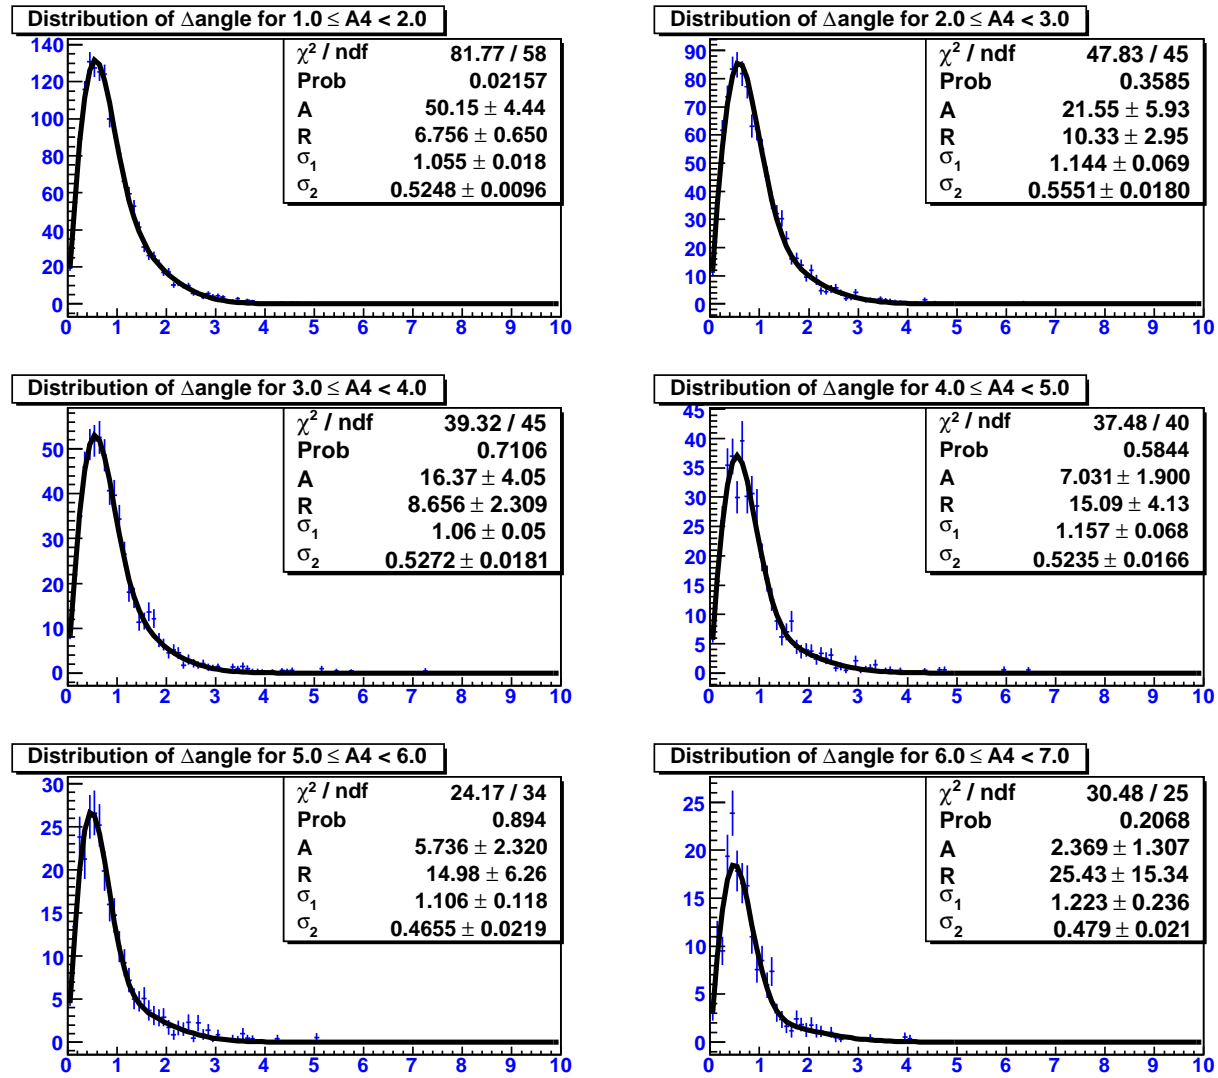 Distribution of Δangle for 1.0 ≤ A4 < 2.0
χ² / ndf 81.77 / 58
Prob 0.02157
A 50.15 ± 4.44
R 6.756 ± 0.650
σ₁ 1.055 ± 0.018
σ₂ 0.5248 ± 0.0096
140
120
100
80
60
40
20
0
0 1 2 3 4 5 6 7 8 9 10
Distribution of Δangle for 2.0 ≤ A4 < 3.0
χ² / ndf 47.83 / 45
Prob 0.3585
A 21.55 ± 5.93
R 10.33 ± 2.95
σ₁ 1.144 ± 0.069
σ₂ 0.5551 ± 0.0180
90
80
70
60
50
40
30
20
10
0
0 1 2 3 4 5 6 7 8 9 10
Distribution of Δangle for 3.0 ≤ A4 < 4.0
χ² / ndf 39.32 / 45
Prob 0.7106
A 16.37 ± 4.05
R 8.656 ± 2.309
σ₁ 1.06 ± 0.05
σ₂ 0.5272 ± 0.0181
50
40
30
20
10
0
0 1 2 3 4 5 6 7 8 9 10
Distribution of Δangle for 4.0 ≤ A4 < 5.0
χ² / ndf 37.48 / 40
Prob 0.5844
A 7.031 ± 1.900
R 15.09 ± 4.13
σ₁ 1.157 ± 0.068
σ₂ 0.5235 ± 0.0166
45
40
35
30
25
20
15
10
5
0
0 1 2 3 4 5 6 7 8 9 10
Distribution of Δangle for 5.0 ≤ A4 < 6.0
χ² / ndf 24.17 / 34
Prob 0.894
A 5.736 ± 2.320
R 14.98 ± 6.26
σ₁ 1.106 ± 0.118
σ₂ 0.4655 ± 0.0219
30
25
20
15
10
5
0
0 1 2 3 4 5 6 7 8 9 10
Distribution of Δangle for 6.0 ≤ A4 < 7.0
χ² / ndf 30.48 / 25
Prob 0.2068
A 2.369 ± 1.307
R 25.43 ± 15.34
σ₁ 1.223 ± 0.236
σ₂ 0.479 ± 0.021
25
20
15
10
5
0
0 1 2 3 4 5 6 7 8 9 10